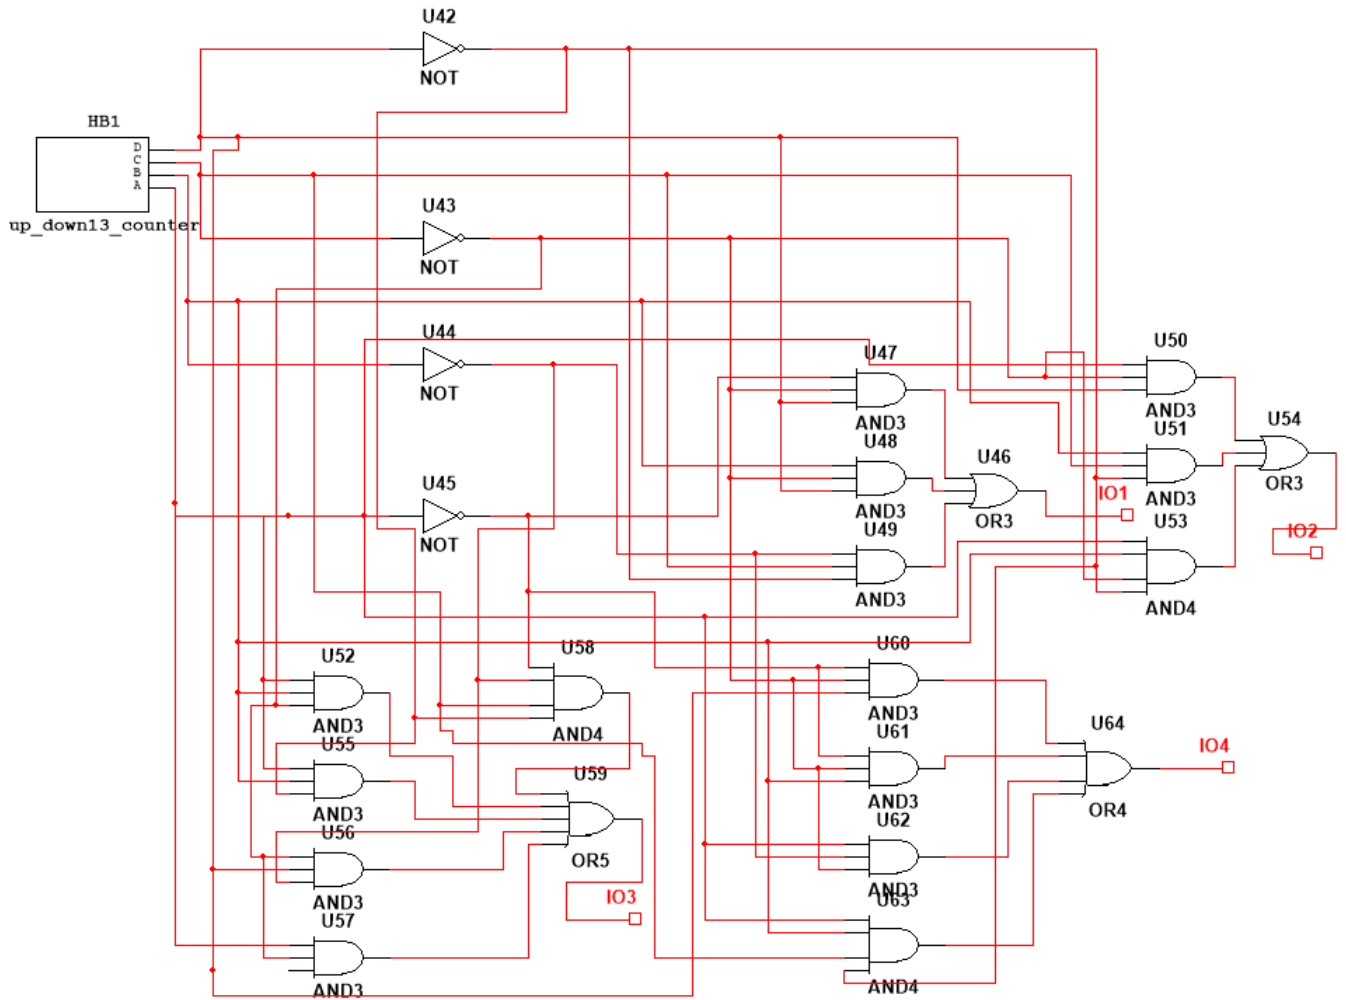 U42
NOT
HB1
D
C
B
A
up_down13_counter
U43
NOT
U44
NOT
U45
NOT
U47
AND3
U48
AND3
U49
AND3
U46
OR3
IO1
U50
AND3
U51
AND3
U53
AND4
U54
OR3
IO2
U52
AND3
U55
AND3
U56
AND3
U57
AND3
U58
AND4
U59
OR5
IO3
U60
AND3
U61
AND3
U62
AND3
U63
AND4
U64
OR4
IO4